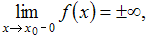 lim f(x) = ±∞,
x→x₀−0